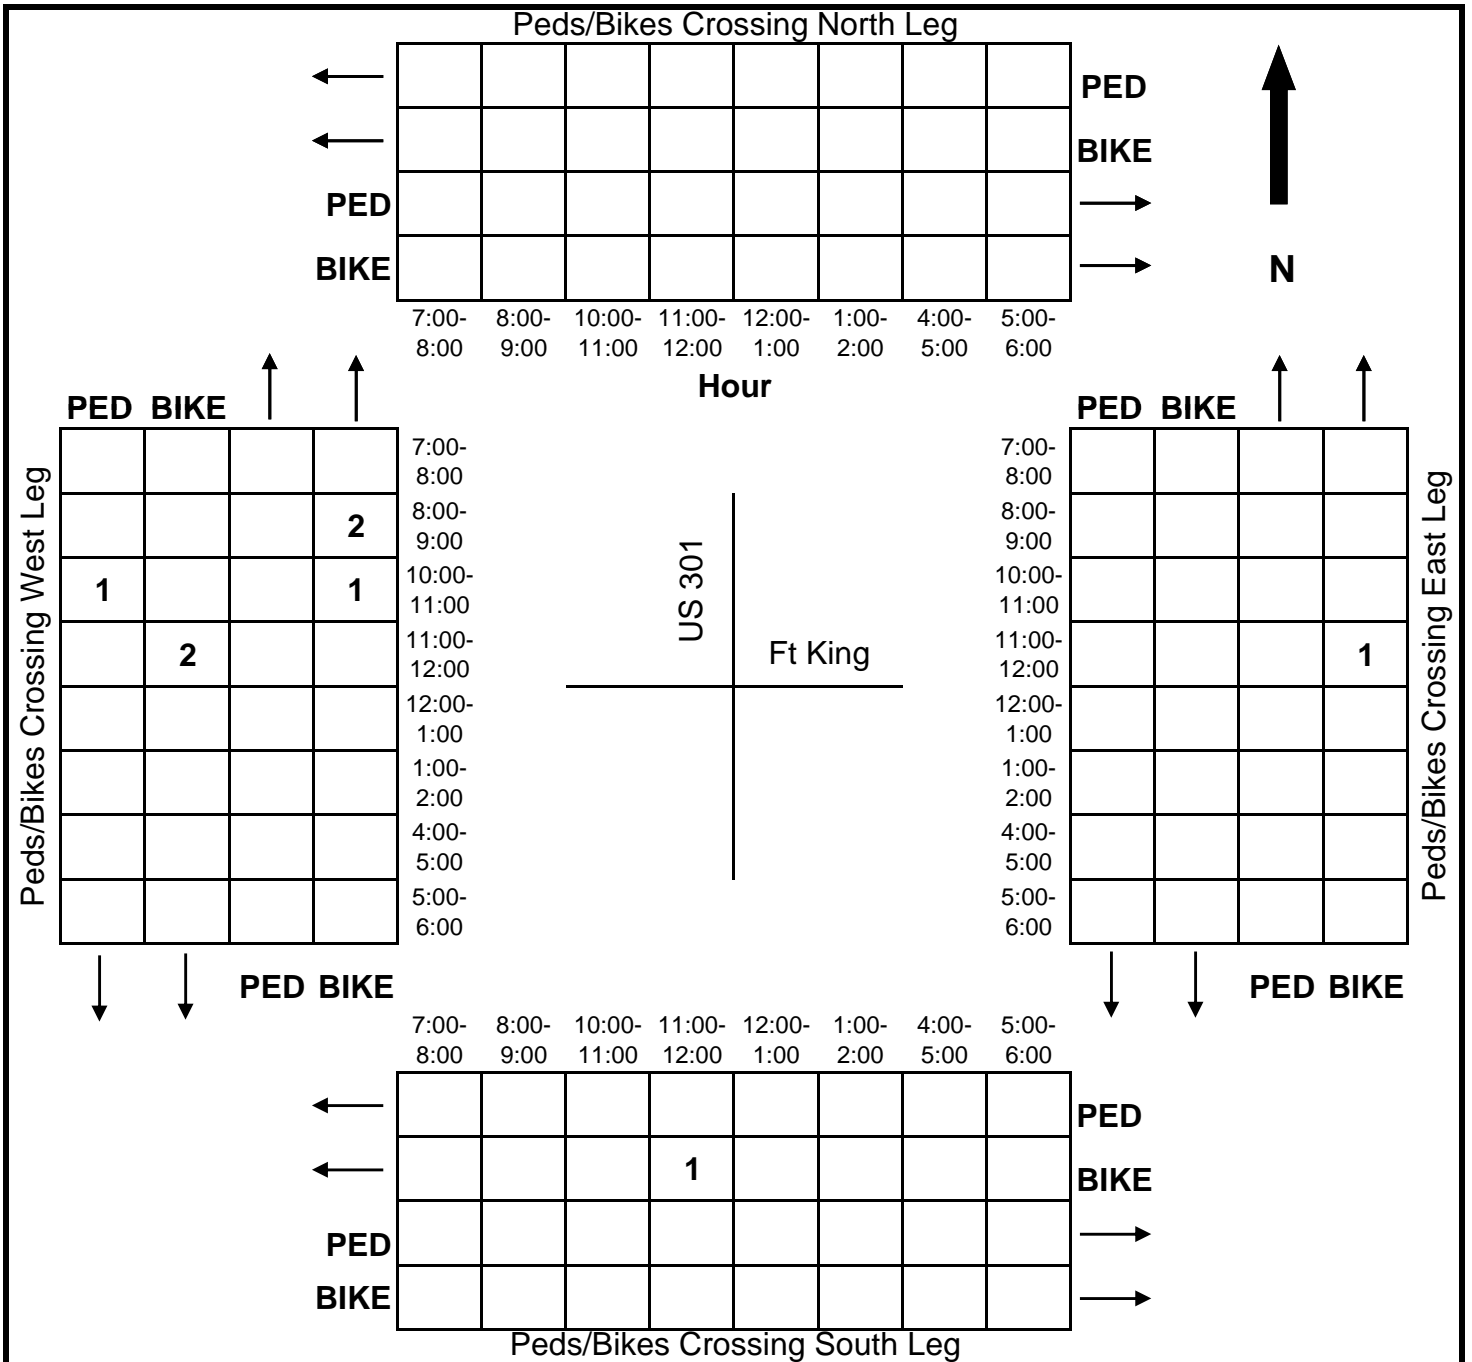 Peds/Bikes Crossing North Leg
PED
BIKE
PED
BIKE
N
7:00- 8:00- 10:00- 11:00- 12:00- 1:00- 4:00- 5:00-
8:00 9:00 11:00 12:00 1:00 2:00 5:00 6:00
Hour
PED BIKE
PED BIKE
Peds/Bikes Crossing West Leg
7:00-
8:00
2
8:00-
9:00
1 1
10:00-
11:00
2
11:00-
12:00
12:00-
1:00
1:00-
2:00
4:00-
5:00
5:00-
6:00
PED BIKE
US 301
Ft King
7:00-
8:00
8:00-
9:00
10:00-
11:00
11:00-
12:00
1
12:00-
1:00
1:00-
2:00
4:00-
5:00
5:00-
6:00
Peds/Bikes Crossing East Leg
PED BIKE
7:00- 8:00- 10:00- 11:00- 12:00- 1:00- 4:00- 5:00-
8:00 9:00 11:00 12:00 1:00 2:00 5:00 6:00
PED
1
BIKE
PED
BIKE
Peds/Bikes Crossing South Leg